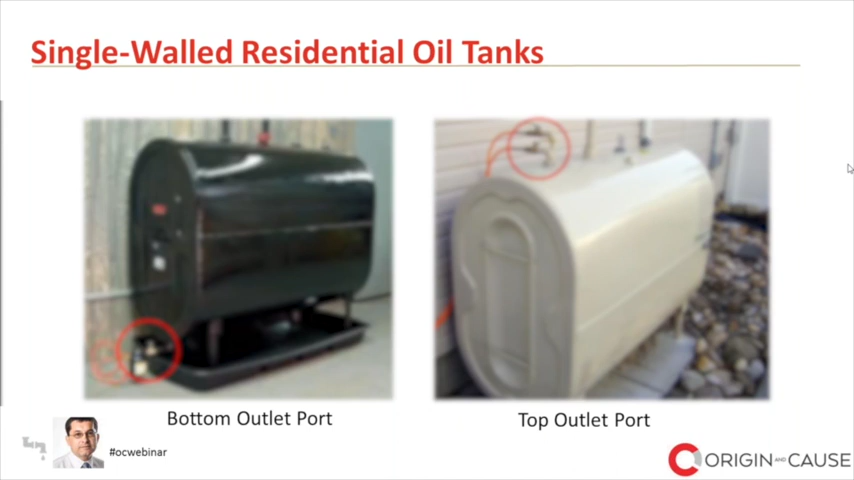 Single-Walled Residential Oil Tanks
Bottom Outlet Port
Top Outlet Port
#ocwebinar
ORIGIN AND CAUSE